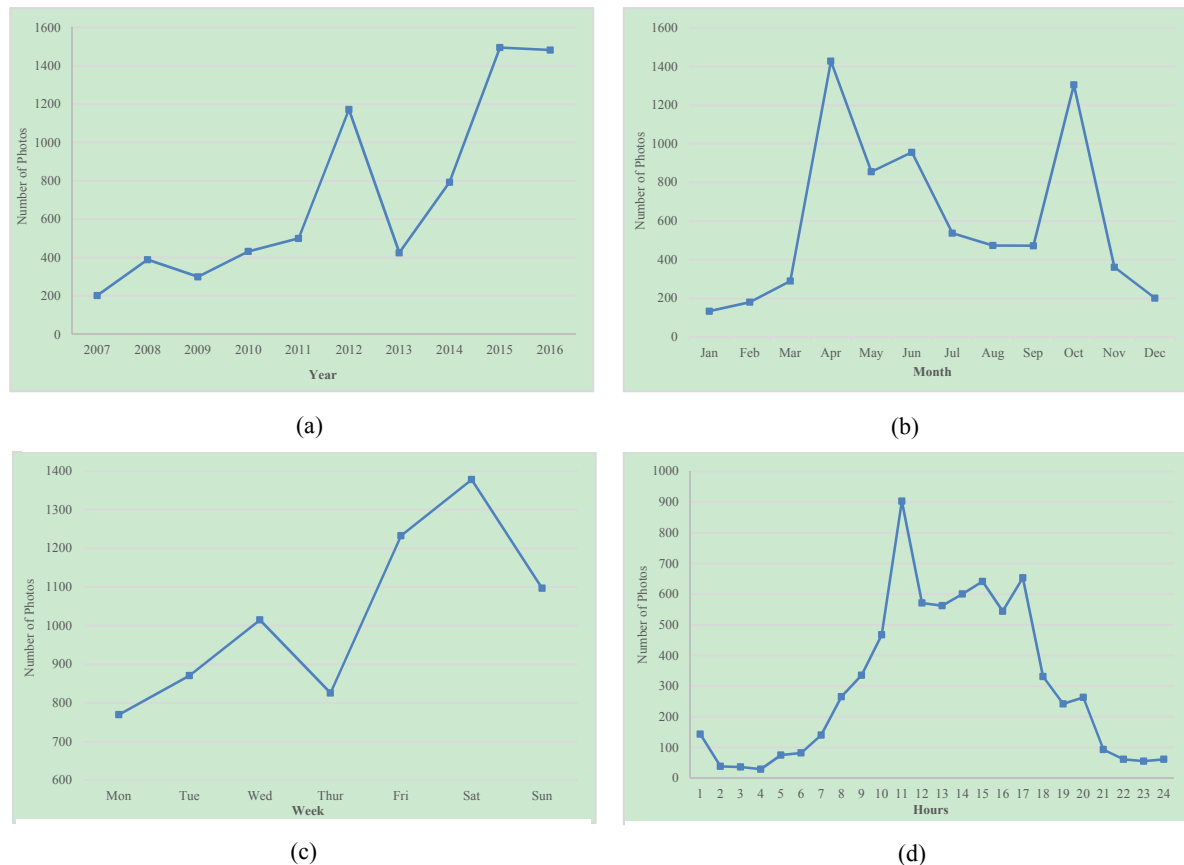 1600
1400
1200
1000
800
600
400
200
0
Number of Photos
2007 2008 2009 2010 2011 2012 2013 2014 2015 2016
Year
(a)
1600
1400
1200
1000
800
600
400
200
0
Number of Photos
Jan Feb Mar Apr May Jun Jul Aug Sep Oct Nov Dec
Month
(b)
1400
1300
1200
1100
1000
900
800
700
600
Number of Photos
Mon Tue Wed Thur Fri Sat Sun
Week
(c)
1000
900
800
700
600
500
400
300
200
100
0
Number of Photos
1 2 3 4 5 6 7 8 9 10 11 12 13 14 15 16 17 18 19 20 21 22 23 24
Hours
(d)